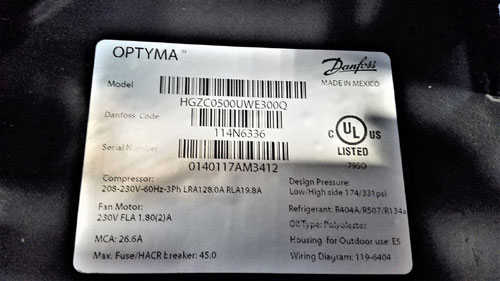 OPTYMA™
Danfoss
MADE IN MEXICO
Model
HGZC0500UWE300Q
Danfoss Code
114N6336
Serial Number
0140117AM3412
C UL US
LISTED
79S0
Compressor:
208-230V-60Hz-3Ph LRA128.0A RLA19.8A
Fan Motor:
230V FLA 1.80(2)A
MCA: 26.6A
Max. Fuse/HACR Breaker: 45.0
Design Pressure:
Low/High side 174/331psi
Refrigerant: R404A/R507/R134a
Oil Type: Polyolester
Housing for Outdoor use: E5
Wiring Diagram: 119-6404